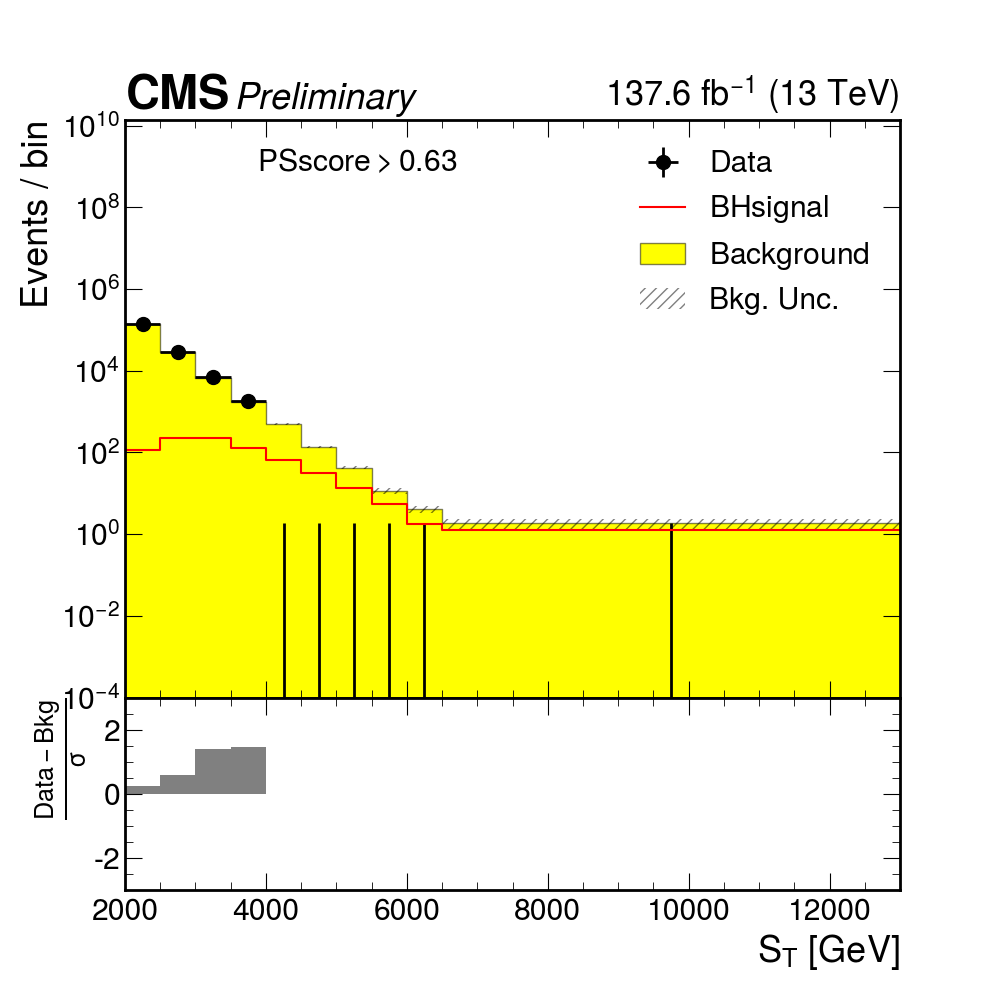 CMS Preliminary 137.6 fb⁻¹ (13 TeV)
Events / bin
PSscore > 0.63
Data
BHsignal
Background
Bkg. Unc.
10¹⁰
10⁸
10⁶
10⁴
10²
10⁰
10⁻²
10⁻⁴
Data – Bkg
σ
2
0
-2
2000 4000 6000 8000 10000 12000
S_T [GeV]